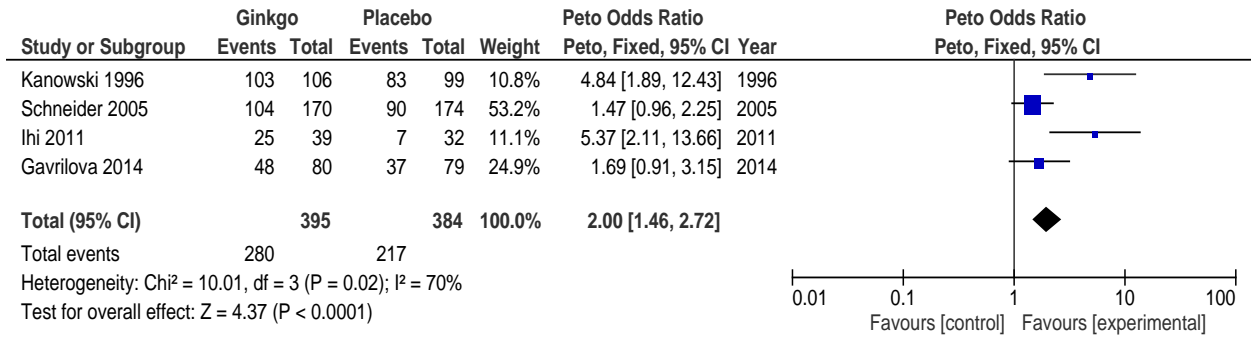 Ginkgo Placebo Peto Odds Ratio Peto Odds Ratio
Study or Subgroup Events Total Events Total Weight Peto, Fixed, 95% CI Year Peto, Fixed, 95% CI
Kanowski 1996 103 106 83 99 10.8% 4.84 [1.89, 12.43] 1996
Schneider 2005 104 170 90 174 53.2% 1.47 [0.96, 2.25] 2005
Ihi 2011 25 39 7 32 11.1% 5.37 [2.11, 13.66] 2011
Gavrilova 2014 48 80 37 79 24.9% 1.69 [0.91, 3.15] 2014
Total (95% CI) 395 384 100.0% 2.00 [1.46, 2.72]
Total events 280 217
Heterogeneity: Chi² = 10.01, df = 3 (P = 0.02); I² = 70%
Test for overall effect: Z = 4.37 (P < 0.0001)
0.01 0.1 1 10 100
Favours [control] Favours [experimental]